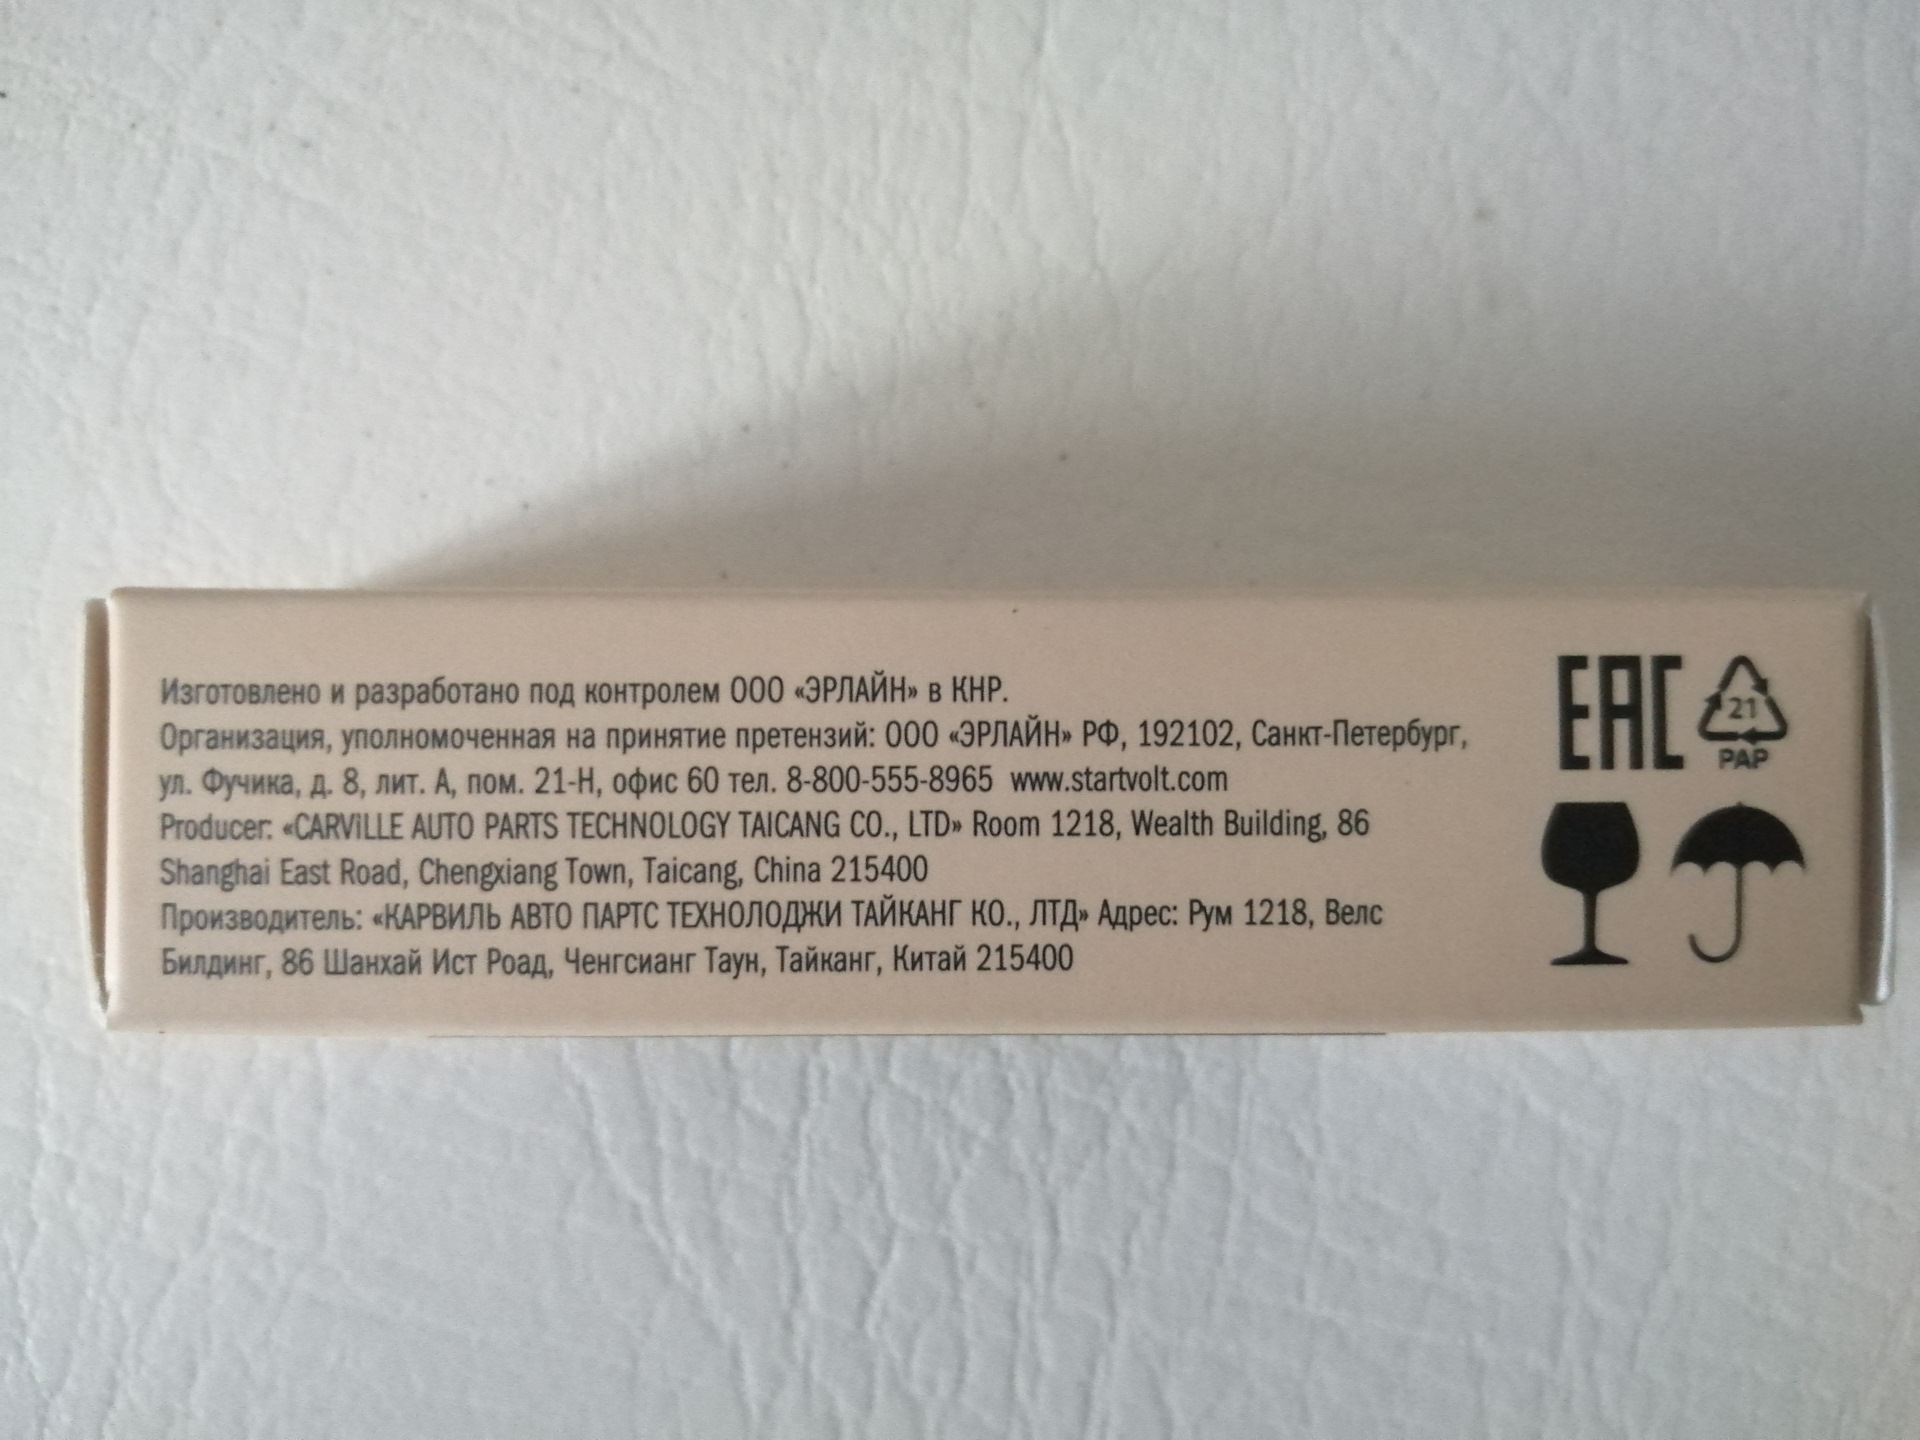 Изготовлено и разработано под контролем ООО «ЭРЛАЙН» в КНР.
Организация, уполномоченная на принятие претензий: ООО «ЭРЛАЙН» РФ, 192102, Санкт-Петербург,
ул. Фучика, д. 8, лит. А, пом. 21-Н, офис 60 тел. 8-800-555-8965 www.startvolt.com
Producer: «CARVILLE AUTO PARTS TECHNOLOGY TAICANG CO., LTD» Room 1218, Wealth Building, 86
Shanghai East Road, Chengxiang Town, Taicang, China 215400
Производитель: «КАРВИЛЬ АВТО ПАРТС ТЕХНОЛОДЖИ ТАЙКАНГ КО., ЛТД» Адрес: Рум 1218, Велс
Билдинг, 86 Шанхай Ист Роад, Ченгсианг Таун, Тайканг, Китай 215400
EAC
21
PAP